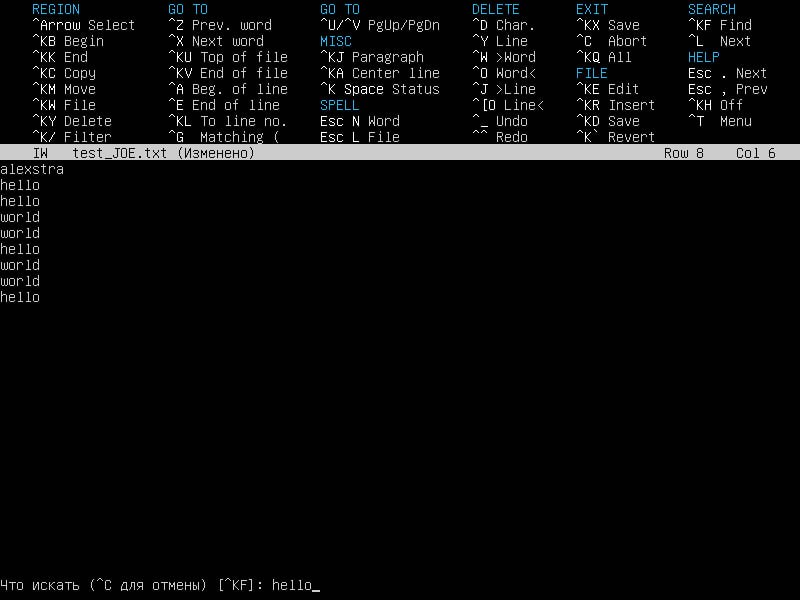 REGION GO TO GO TO DELETE EXIT SEARCH
^Arrow Select ^Z Prev. word ^U/^V PgUp/PgDn ^D Char. ^KX Save ^KF Find
^KB Begin ^X Next word MISC ^Y Line ^C Abort ^L Next
^KK End ^KU Top of file ^KJ Paragraph ^W >Word ^KQ All HELP
^KC Copy ^KV End of file ^KA Center line ^O Word< FILE Esc . Next
^KM Move ^A Beg. of line ^K Space Status ^J >Line ^KE Edit Esc , Prev
^KW File ^E End of line SPELL ^[O Line< ^KR Insert ^KH Off
^KY Delete ^KL To line no. Esc N Word ^_ Undo ^KD Save ^T Menu
^K/ Filter ^G Matching ( Esc L File ^^ Redo ^K` Revert
IW test_JOE.txt (Изменено) Row 8 Col 6
alexstra
hello
hello
world
world
hello
world
world
hello
Что искать (^C для отмены) [^KF]: hello_